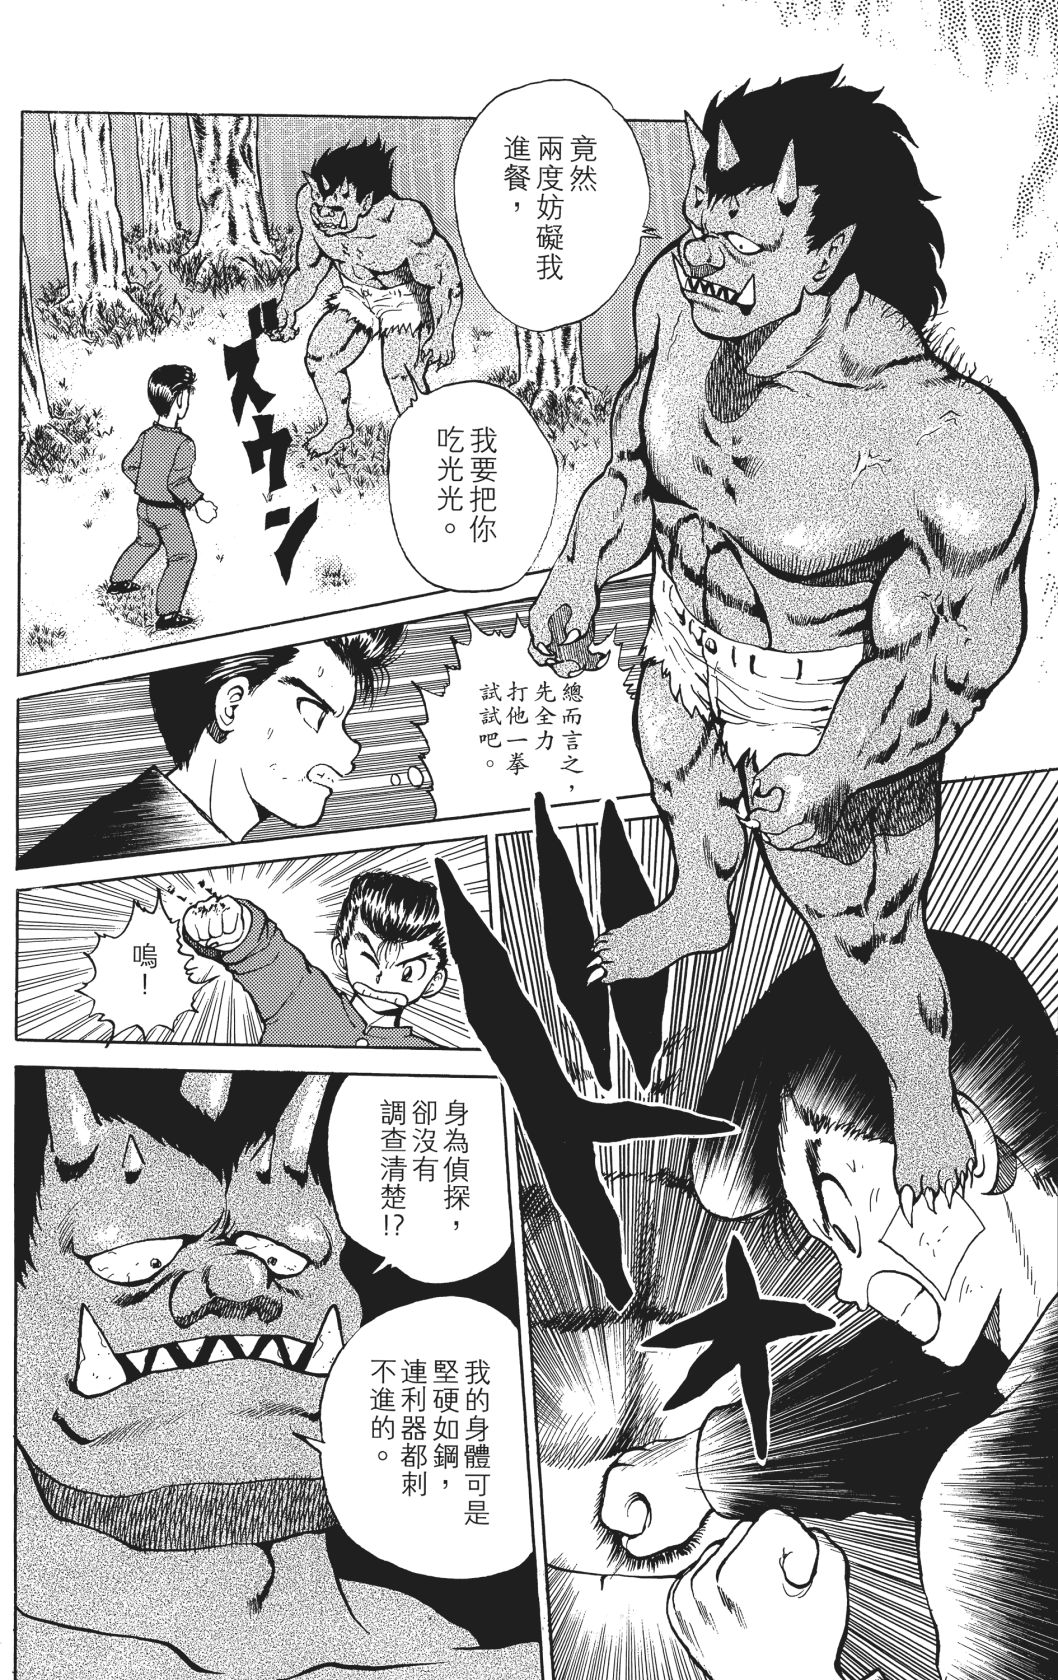 竟然
兩度妨礙我
進餐，
ズウン
我要把你
吃光光。
總而言之，
先全力
打他一拳
試試吧。
嗚！
身為偵探，
卻沒有
調查清楚!?
我的身體可是
堅硬如鋼，
連利器都刺
不進的。